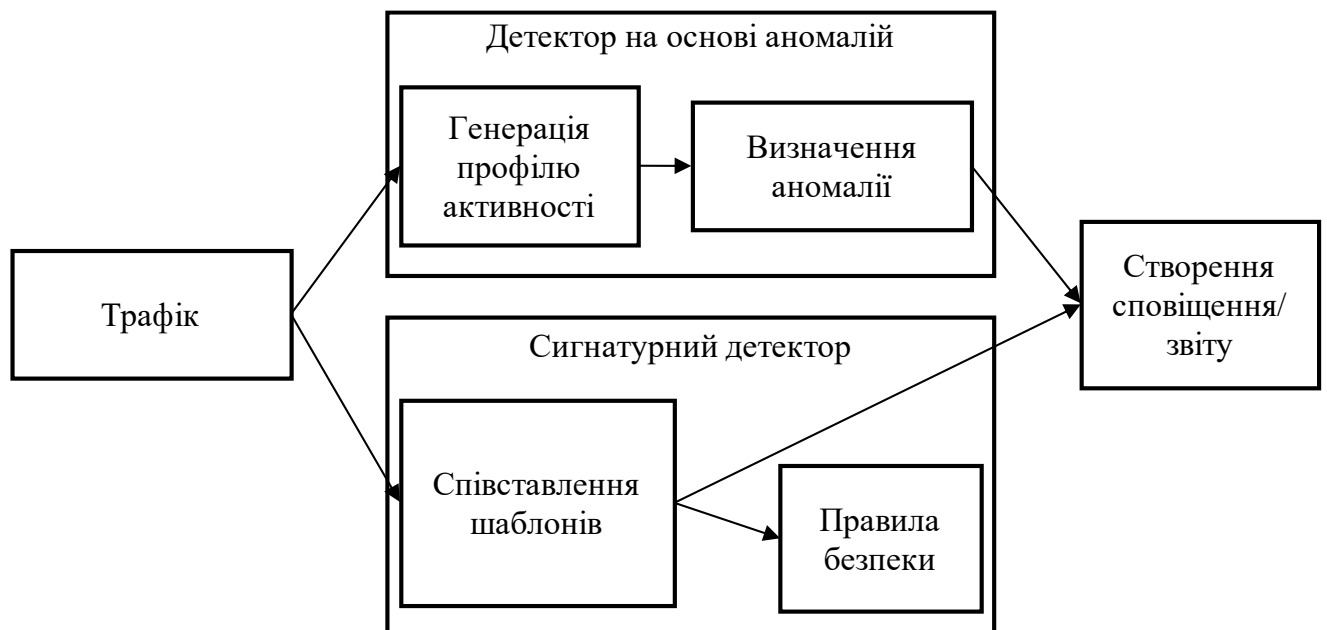 Детектор на основі аномалій
Генерація
профілю
активності
Визначення
аномалії
Трафік
Створення
сповіщення/
звіту
Сигнатурний детектор
Співставлення
шаблонів
Правила
безпеки